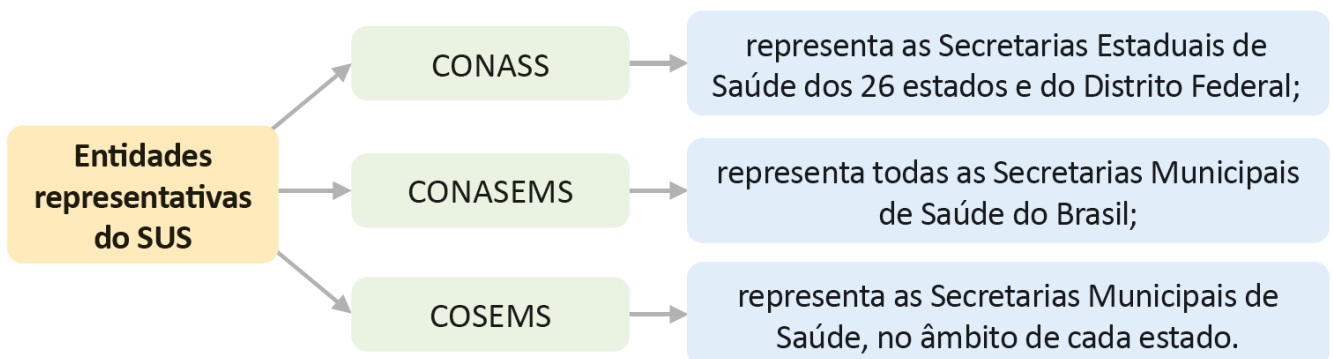 Entidades
representativas
do SUS
CONASS
representa as Secretarias Estaduais de
Saúde dos 26 estados e do Distrito Federal;
CONASEMS
representa todas as Secretarias Municipais
de Saúde do Brasil;
COSEMS
representa as Secretarias Municipais de
Saúde, no âmbito de cada estado.